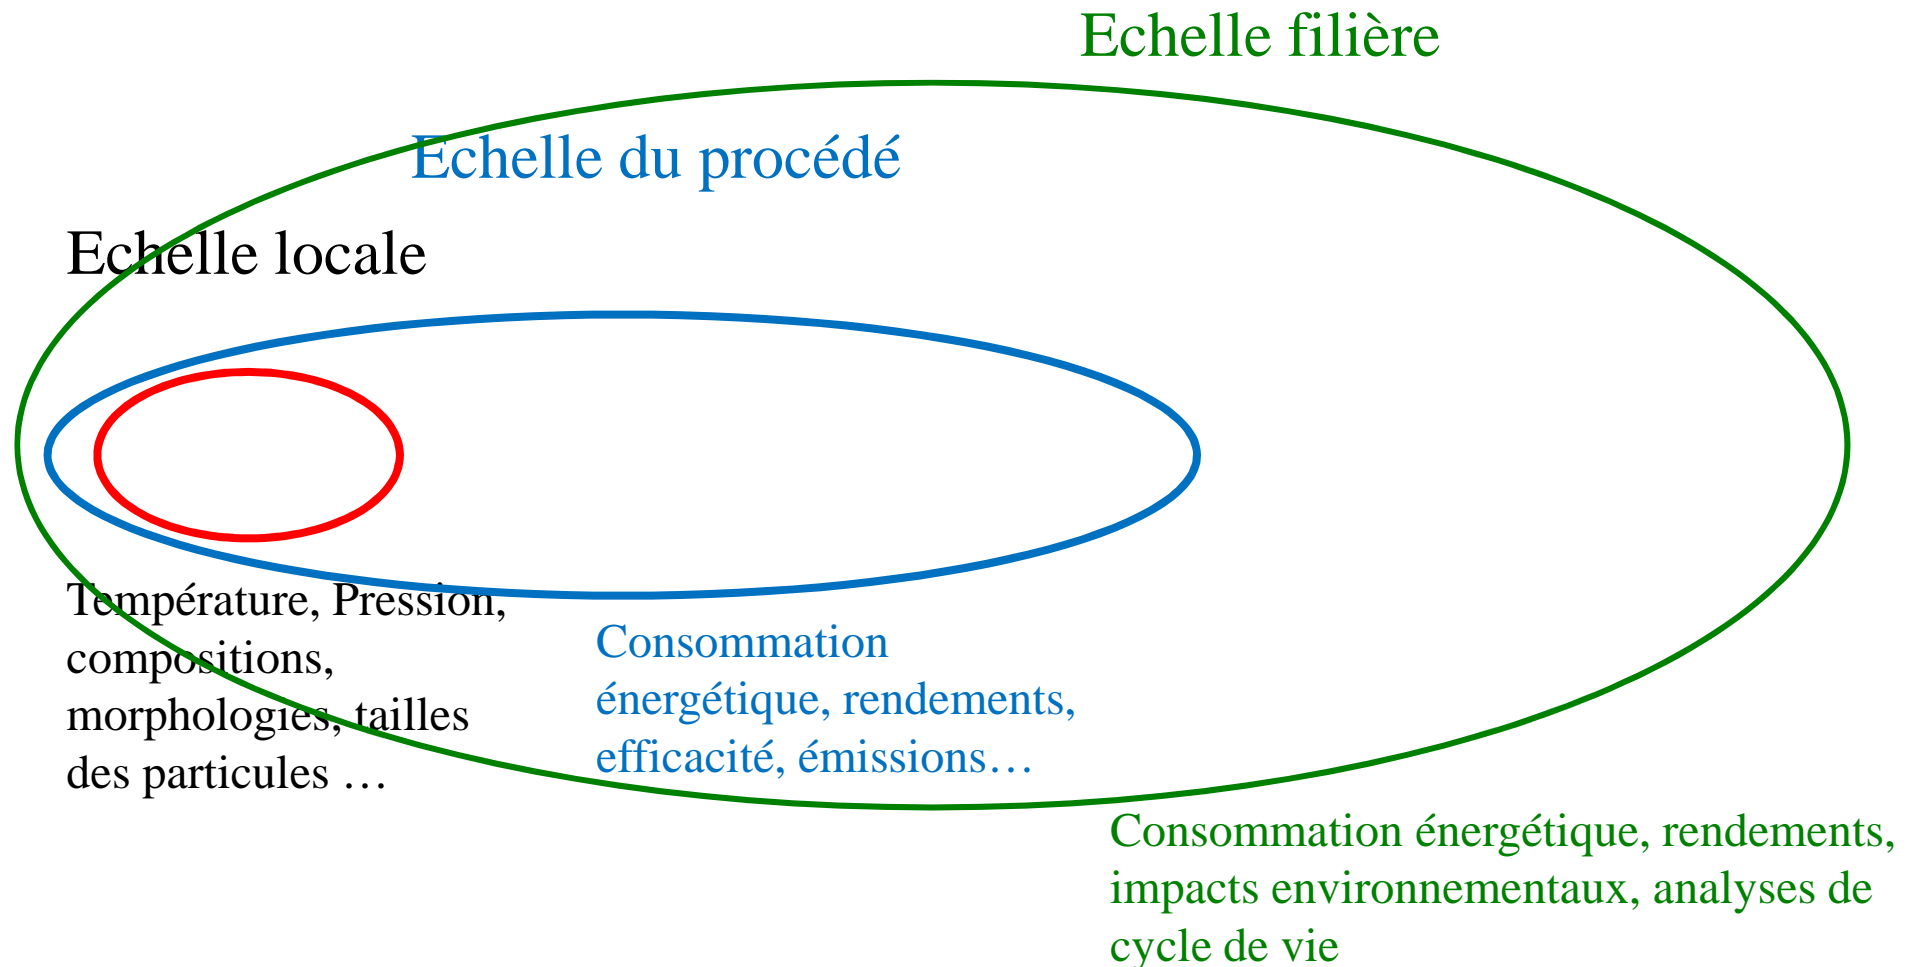 Echelle filière
Echelle du procédé
Echelle locale
Température, Pression,
compositions,
morphologies, tailles
des particules …
Consommation
énergétique, rendements,
efficacité, émissions…
Consommation énergétique, rendements,
impacts environnementaux, analyses de
cycle de vie